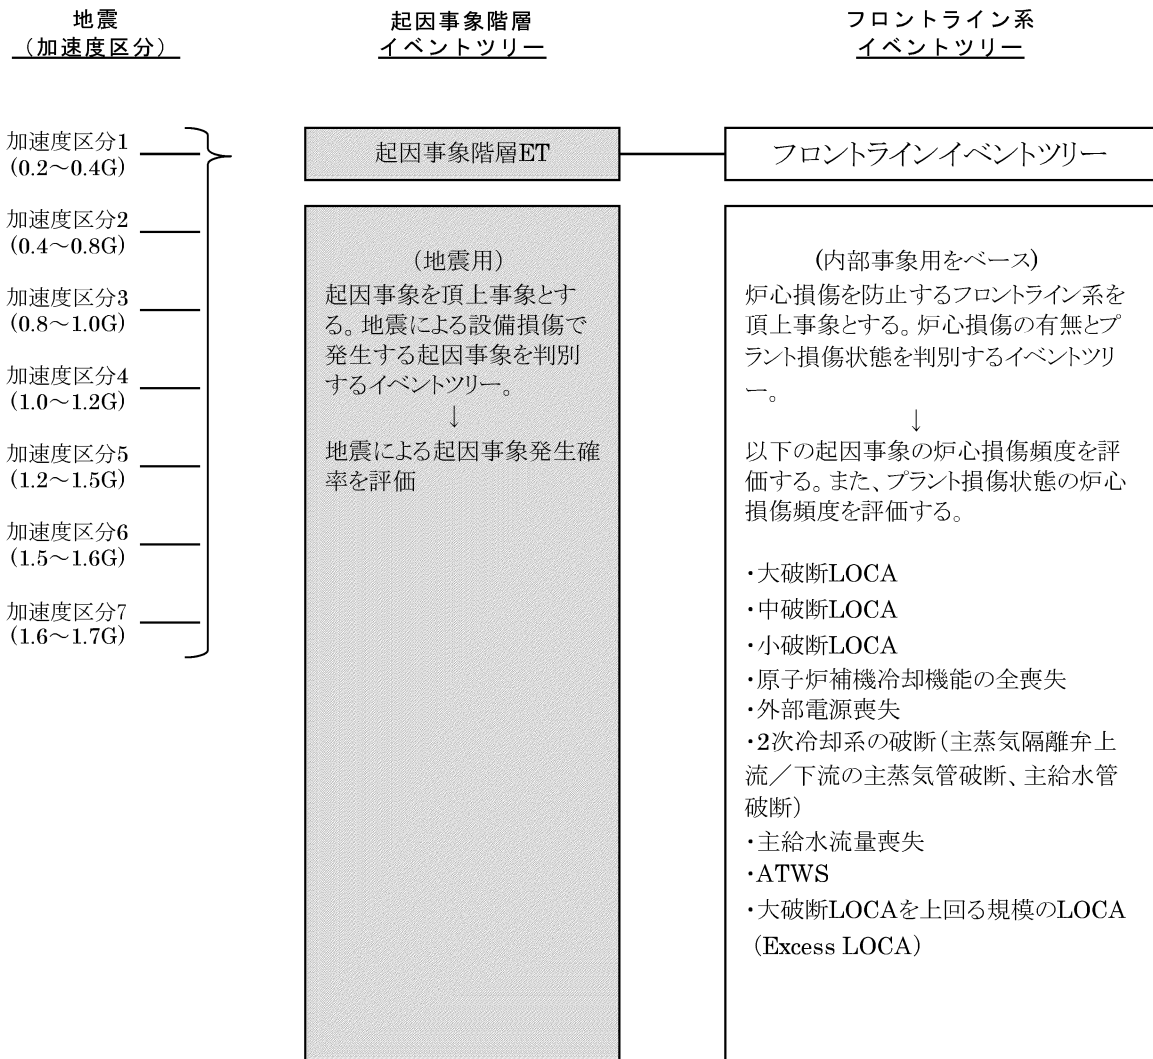 地震
(加速度区分)
起因事象階層
イベントツリー
フロントライン系
イベントツリー
加速度区分1
(0.2～0.4G)
加速度区分2
(0.4～0.8G)
加速度区分3
(0.8～1.0G)
加速度区分4
(1.0～1.2G)
加速度区分5
(1.2～1.5G)
加速度区分6
(1.5～1.6G)
加速度区分7
(1.6～1.7G)
起因事象階層ET
(地震用)
起因事象を頂上事象とす
る。地震による設備損傷で
発生する起因事象を判別
するイベントツリー。
↓
地震による起因事象発生確
率を評価
フロントラインイベントツリー
(内部事象用をベース)
炉心損傷を防止するフロントライン系を
頂上事象とする。炉心損傷の有無とプ
ラント損傷状態を判別するイベントツリ
ー。
↓
以下の起因事象の炉心損傷頻度を評
価する。また、プラント損傷状態の炉心
損傷頻度を評価する。
・大破断LOCA
・中破断LOCA
・小破断LOCA
・原子炉補機冷却機能の全喪失
・外部電源喪失
・2次冷却系の破断(主蒸気隔離弁上
流／下流の主蒸気管破断、主給水管
破断)
・主給水流量喪失
・ATWS
・大破断LOCAを上回る規模のLOCA
(Excess LOCA)